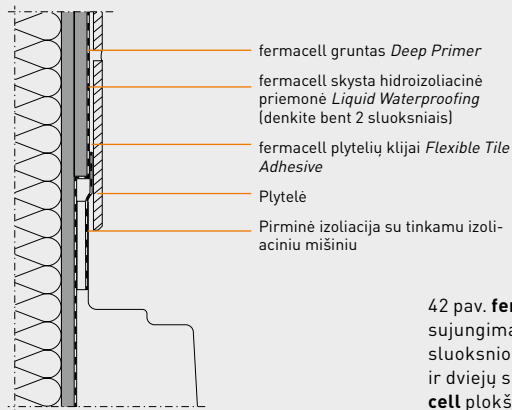 fermacell gruntas Deep Primer
fermacell skysta hidroizoliacinė
priemonė Liquid Waterproofing
(denkite bent 2 sluoksniais)
fermacell plytelių klijai Flexible Tile
Adhesive
Plytelė
Pirminė izoliacija su tinkamu izoli-
aciniu mišiniu
42 pav. fer
sujungima
sluoksnio
ir dviejų s
cell plokš